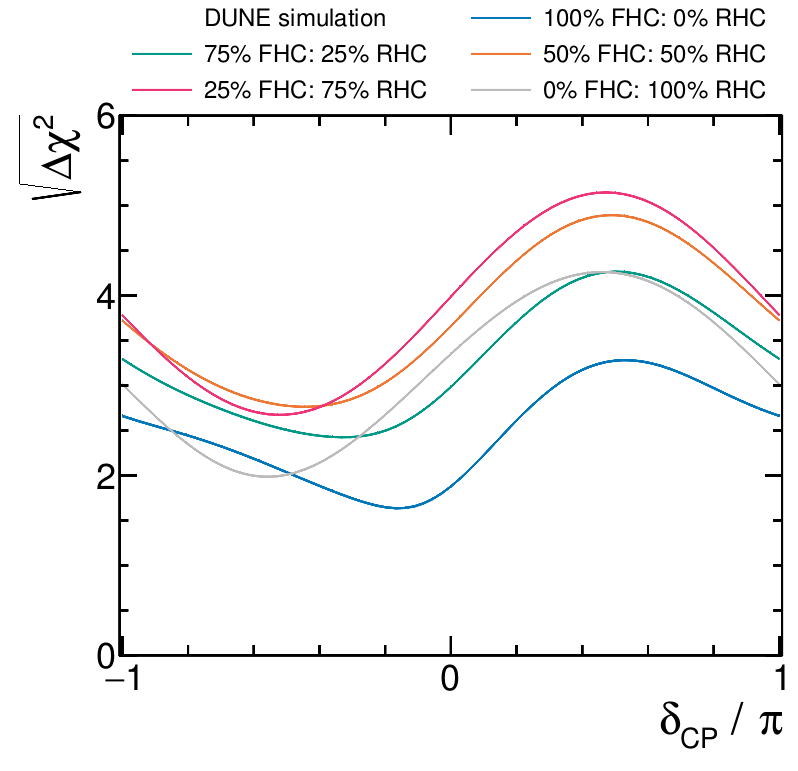 DUNE simulation
100% FHC: 0% RHC
75% FHC: 25% RHC
50% FHC: 50% RHC
25% FHC: 75% RHC
0% FHC: 100% RHC
√Δχ²
6
4
2
0
−1
0
1
δ_CP / π